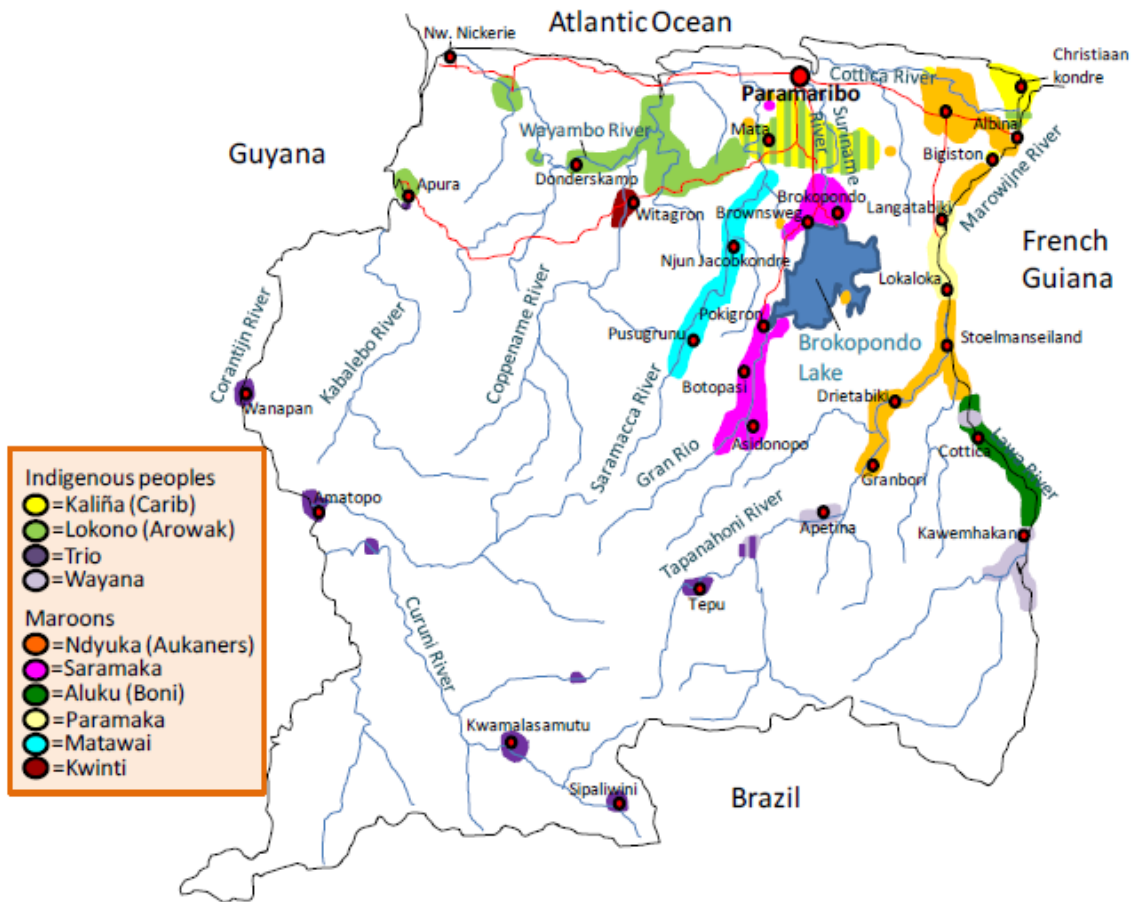 Atlantic Ocean
Nw. Nickerie
Christiaan
kondre
Cottica River
Paramaribo
Suriname
River
Wayambo River
Mata
Albina
Guyana
Bigiston
Donderskamp
Apura
Marowijne River
Brokopondo
Langatabiki
Witagron
Brownsweg
French
Guiana
Njun Jacobkondre
Lokaloka
Corantijn River
Kabalebo River
Coppename River
Pokigron
Pusugrunu
Stoelmanseiland
Brokopondo
Lake
Saramacca River
Botopasi
Drietabiki
Wanapan
Asidonopo
Gran Rio
Cottica
Lawa River
Granbori
Indigenous peoples
=Kaliña (Carib)
=Lokono (Arowak)
=Trio
=Wayana
Maroons
=Ndyuka (Aukaners)
=Saramaka
=Aluku (Boni)
=Paramaka
=Matawai
=Kwinti
Amatopo
Tapanahoni River
Apetina
Kawemhakan
Tepu
Curuni River
Kwamalasamutu
Sipaliwini
Brazil